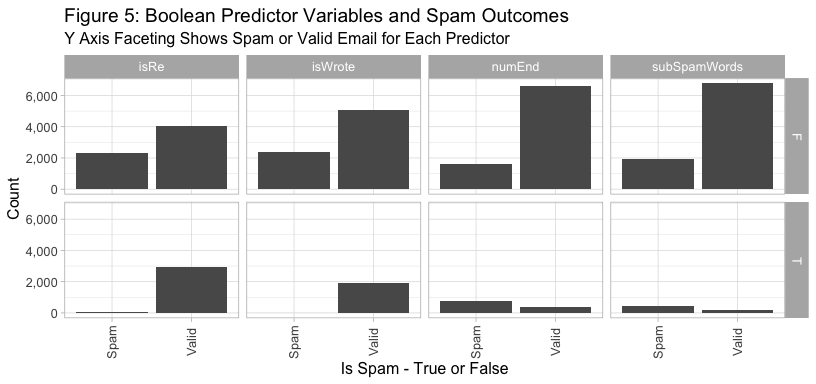 Figure 5: Boolean Predictor Variables and Spam Outcomes
Y Axis Faceting Shows Spam or Valid Email for Each Predictor
isRe isWrote numEnd subSpamWords
6,000
4,000
2,000
0
F
Count
6,000
4,000
2,000
0
T
Spam Valid Spam Valid Spam Valid Spam Valid
Is Spam - True or False